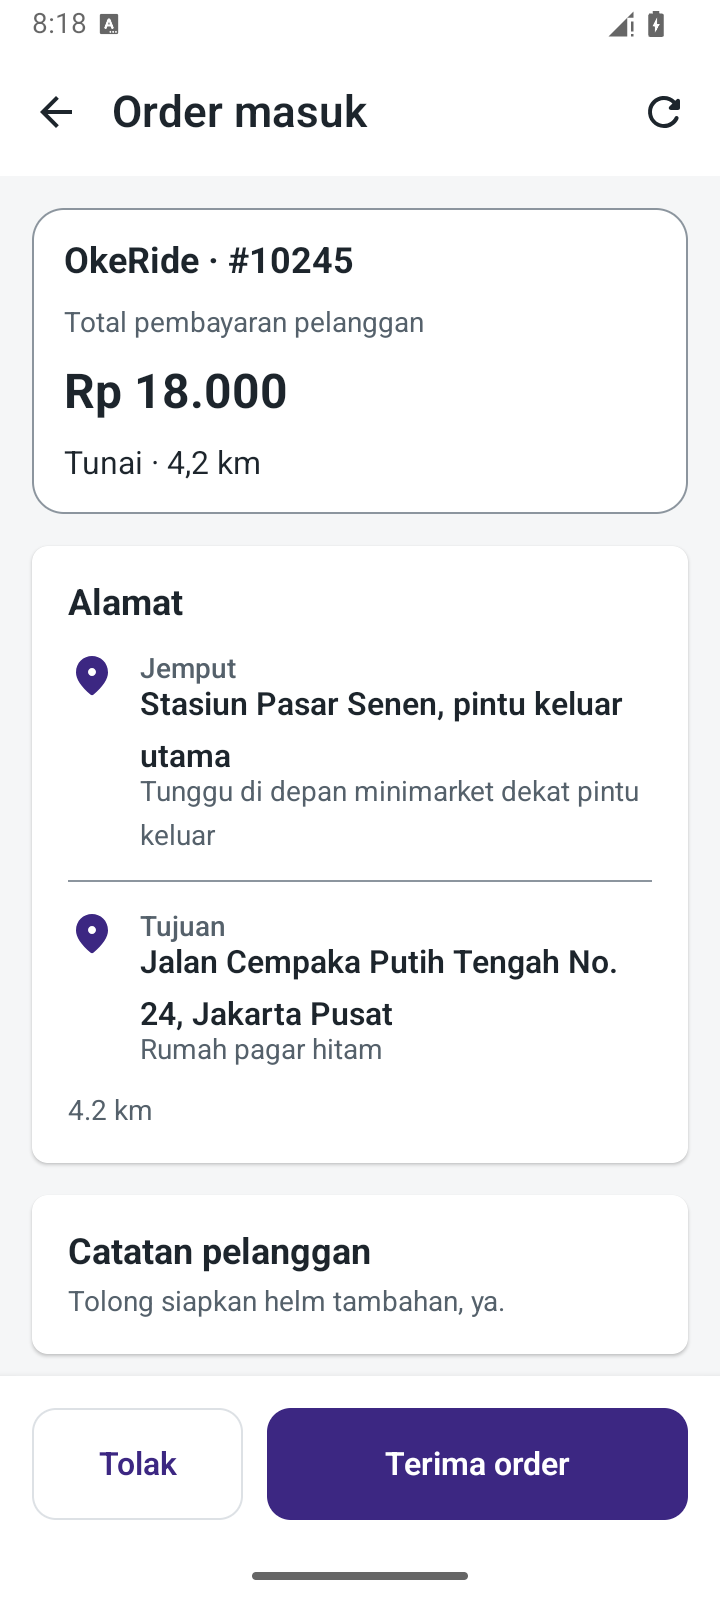 8:18
Order masuk
OkeRide · #10245
Total pembayaran pelanggan
Rp 18.000
Tunai · 4,2 km
Alamat
Jemput
Stasiun Pasar Senen, pintu keluar
utama
Tunggu di depan minimarket dekat pintu
keluar
Tujuan
Jalan Cempaka Putih Tengah No.
24, Jakarta Pusat
Rumah pagar hitam
4.2 km
Catatan pelanggan
Tolong siapkan helm tambahan, ya.
Tolak
Terima order